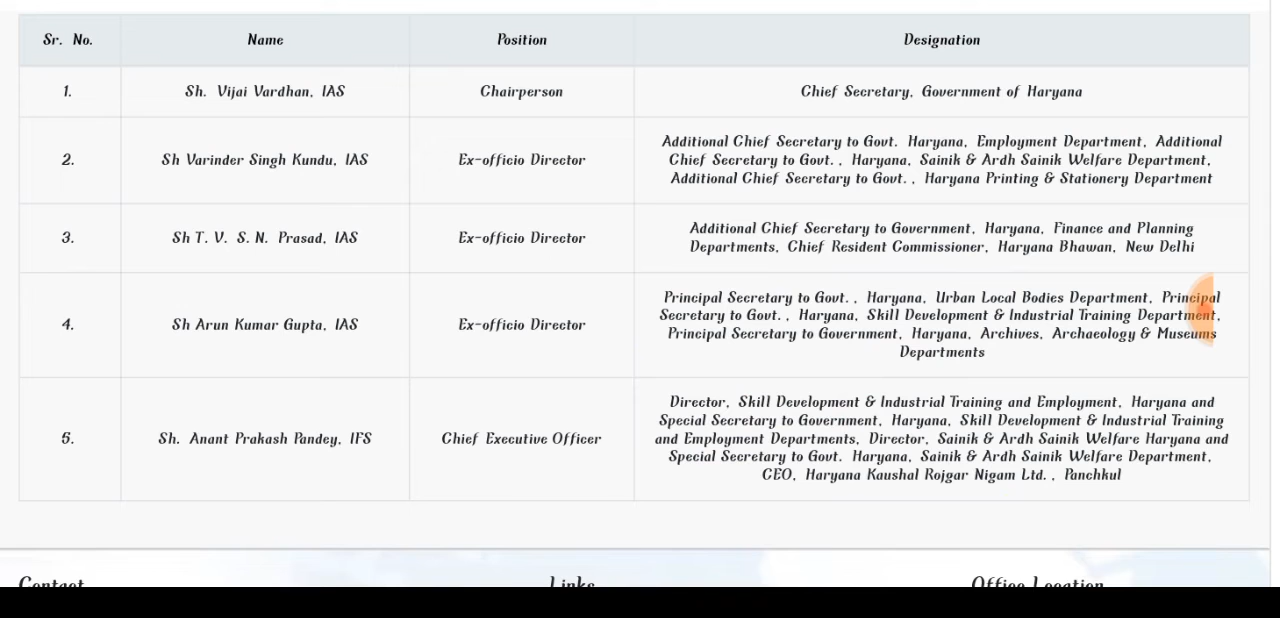 Sr. No. Name Position Designation
1. Sh. Vijai Vardhan, IAS Chairperson Chief Secretary, Government of Haryana
2. Sh Varinder Singh Kundu, IAS Ex-officio Director Additional Chief Secretary to Govt. Haryana, Employment Department, Additional
Chief Secretary to Govt. , Haryana, Sainik & Ardh Sainik Welfare Department,
Additional Chief Secretary to Govt. , Haryana Printing & Stationery Department
3. Sh T. V. S. N. Prasad, IAS Ex-officio Director Additional Chief Secretary to Government, Haryana, Finance and Planning
Departments, Chief Resident Commissioner, Haryana Bhawan, New Delhi
4. Sh Arun Kumar Gupta, IAS Ex-officio Director Principal Secretary to Govt. , Haryana, Urban Local Bodies Department, Principal
Secretary to Govt. , Haryana, Skill Development & Industrial Training Department,
Principal Secretary to Government, Haryana, Archives, Archaeology & Museums
Departments
5. Sh. Anant Prakash Pandey, IFS Chief Executive Officer Director, Skill Development & Industrial Training and Employment, Haryana and
Special Secretary to Government, Haryana, Skill Development & Industrial Training
and Employment Departments, Director, Sainik & Ardh Sainik Welfare Haryana and
Special Secretary to Govt. Haryana, Sainik & Ardh Sainik Welfare Department,
CEO, Haryana Kaushal Rojgar Nigam Ltd. , Panchkul
Contact Links Office Location